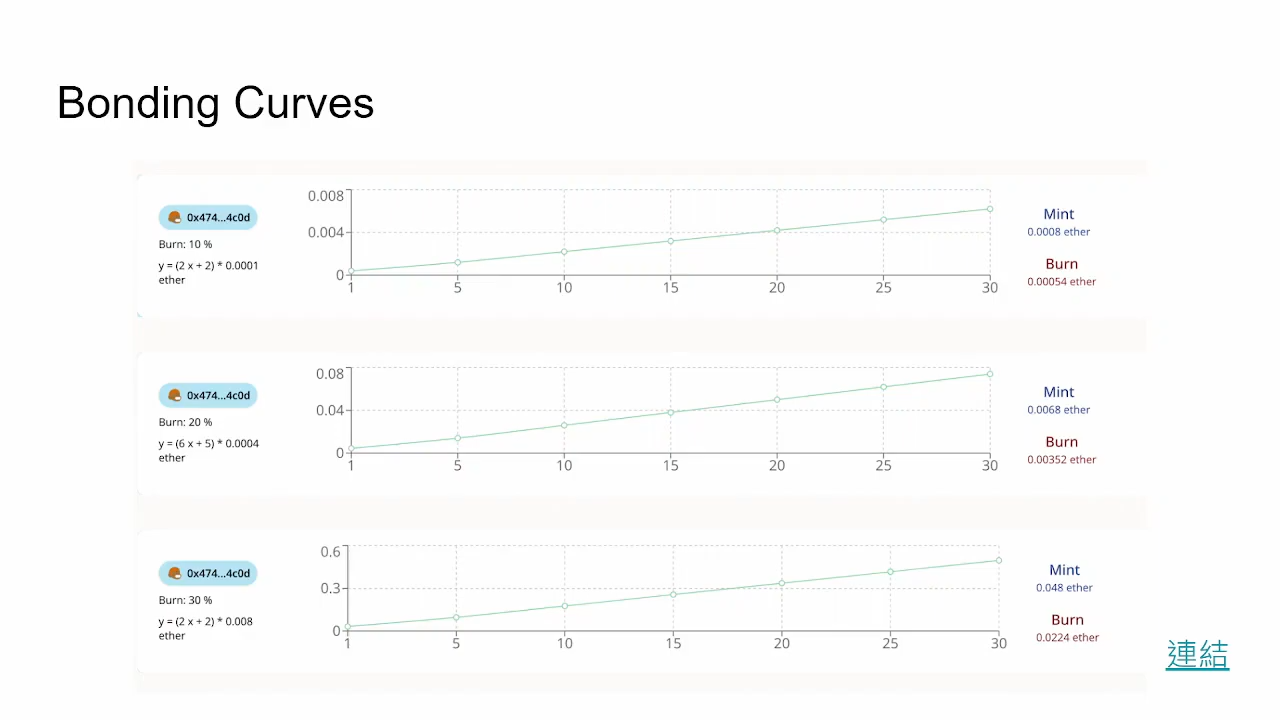 Bonding Curves
0x474...4c0d
Burn: 10 %
y = (2 x + 2) * 0.0001
ether
0.008
0.004
0
1 5 10 15 20 25 30
Mint
0.0008 ether
Burn
0.00054 ether
0x474...4c0d
Burn: 20 %
y = (6 x + 5) * 0.0004
ether
0.08
0.04
0
1 5 10 15 20 25 30
Mint
0.0068 ether
Burn
0.00352 ether
0x474...4c0d
Burn: 30 %
y = (2 x + 2) * 0.008
ether
0.6
0.3
0
1 5 10 15 20 25 30
Mint
0.048 ether
Burn
0.0224 ether
連結